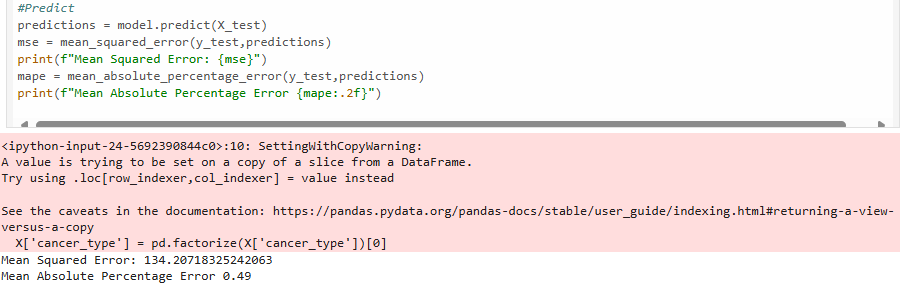 #Predict
predictions = model.predict(X_test)
mse = mean_squared_error(y_test,predictions)
print(f"Mean Squared Error: {mse}")
mape = mean_absolute_percentage_error(y_test,predictions)
print(f"Mean Absolute Percentage Error {mape:.2f}")
<ipython-input-24-5692390844c0>:10: SettingWithCopyWarning:
A value is trying to be set on a copy of a slice from a DataFrame.
Try using .loc[row_indexer,col_indexer] = value instead
See the caveats in the documentation: https://pandas.pydata.org/pandas-docs/stable/user_guide/indexing.html#returning-a-view-
versus-a-copy
X['cancer_type'] = pd.factorize(X['cancer_type'])[0]
Mean Squared Error: 134.20718325242063
Mean Absolute Percentage Error 0.49